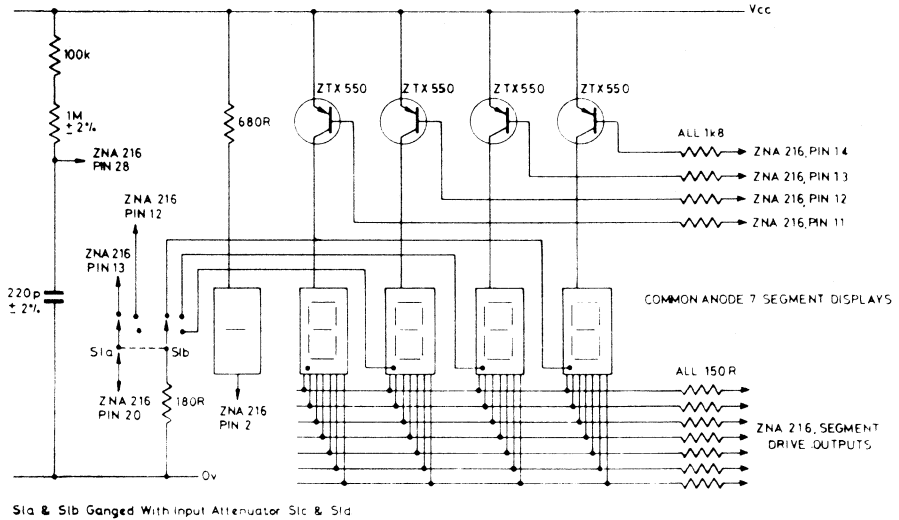 Vcc
100k
1M
± 2%
ZNA 216
PIN 28
680R
ZTX 550
ZTX 550
ZTX 550
ZTX 550
ALL 1k8
ZNA 216, PIN 14
ZNA 216, PIN 13
ZNA 216, PIN 12
ZNA 216, PIN 11
ZNA 216
PIN 12
ZNA 216
PIN 13
220p
± 2%
COMMON ANODE 7 SEGMENT DISPLAYS
S1a
S1b
ZNA 216
PIN 20
180R
ZNA 216
PIN 2
ALL 150R
ZNA 216, SEGMENT
DRIVE OUTPUTS
0v
S1a & S1b Ganged With Input Attenuator S1c & S1d